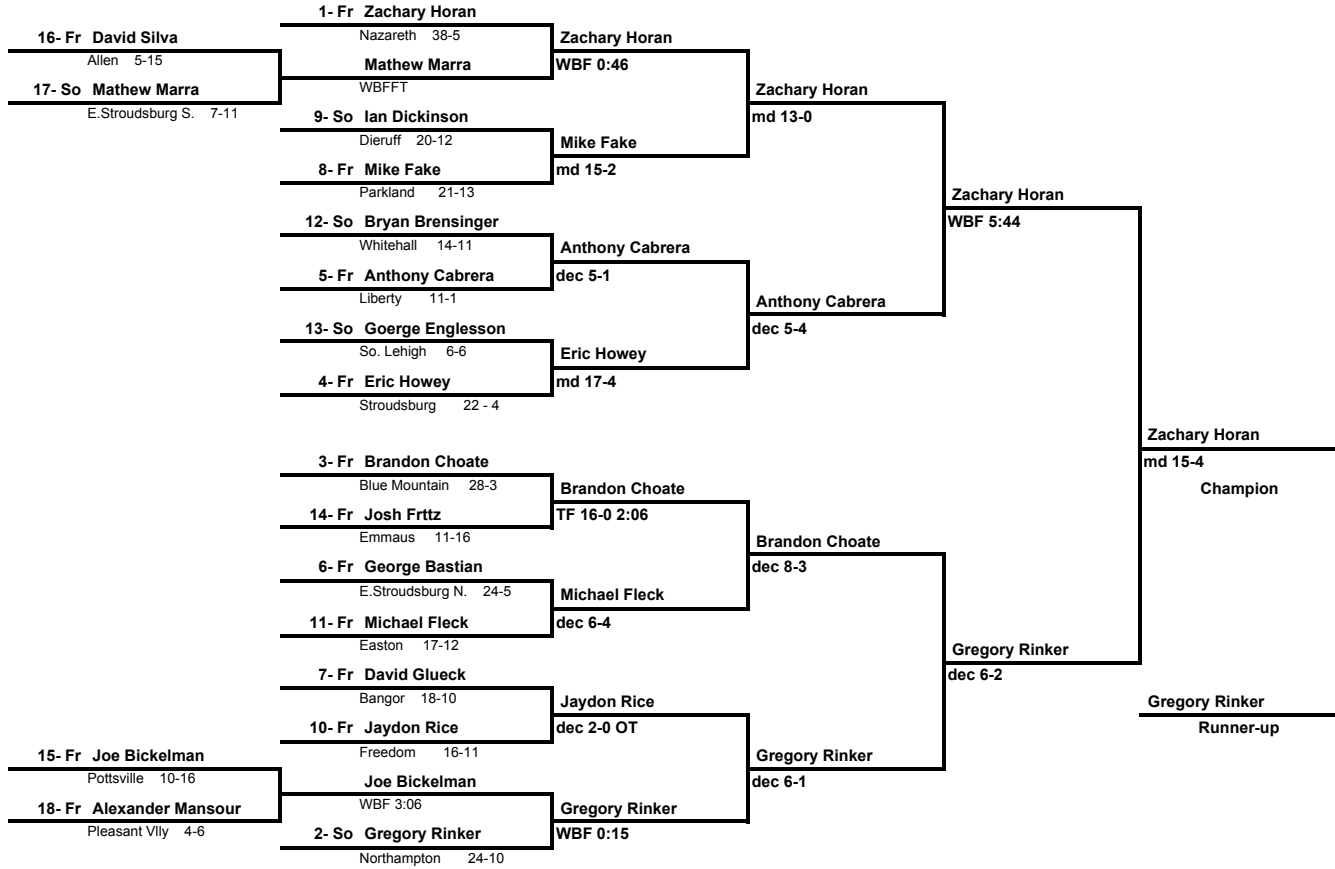 1- Fr Zachary Horan
Nazareth 38-5
16- Fr David Silva
Allen 5-15
Mathew Marra
WBFFT
17- So Mathew Marra
E.Stroudsburg S. 7-11
Zachary Horan
WBF 0:46
9- So Ian Dickinson
Dieruff 20-12
8- Fr Mike Fake
Parkland 21-13
Mike Fake
md 15-2
Zachary Horan
md 13-0
12- So Bryan Brensinger
Whitehall 14-11
5- Fr Anthony Cabrera
Liberty 11-1
Anthony Cabrera
dec 5-1
13- So Goerge Englesson
So. Lehigh 6-6
4- Fr Eric Howey
Stroudsburg 22 - 4
Eric Howey
md 17-4
Anthony Cabrera
dec 5-4
Zachary Horan
WBF 5:44
3- Fr Brandon Choate
Blue Mountain 28-3
14- Fr Josh Frttz
Emmaus 11-16
Brandon Choate
TF 16-0 2:06
6- Fr George Bastian
E.Stroudsburg N. 24-5
11- Fr Michael Fleck
Easton 17-12
Michael Fleck
dec 6-4
Brandon Choate
dec 8-3
7- Fr David Glueck
Bangor 18-10
10- Fr Jaydon Rice
Freedom 16-11
Jaydon Rice
dec 2-0 OT
15- Fr Joe Bickelman
Pottsville 10-16
18- Fr Alexander Mansour
Pleasant Vlly 4-6
Joe Bickelman
WBF 3:06
2- So Gregory Rinker
Northampton 24-10
Gregory Rinker
WBF 0:15
Gregory Rinker
dec 6-1
Gregory Rinker
dec 6-2
Zachary Horan
md 15-4
Champion
Gregory Rinker
Runner-up